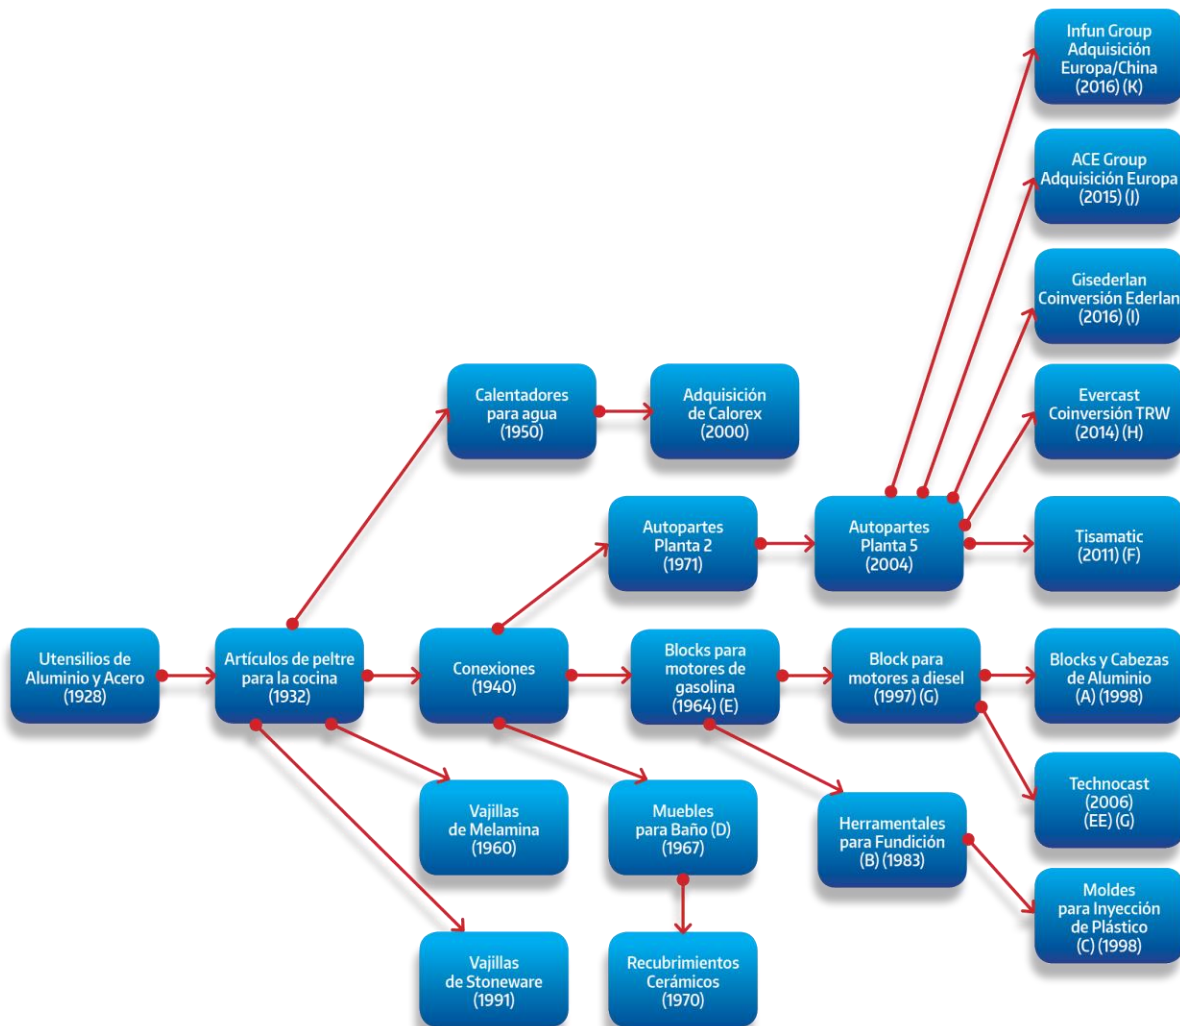 Infun Group
Adquisición
Europa/China
(2016) (K)
ACE Group
Adquisición Europa
(2015) (J)
Gisederlan
Coinversión Ederlan
(2016) (I)
Calentadores
para agua
(1950)
Adquisición
de Calorex
(2000)
Evercast
Coinversión TRW
(2014) (H)
Autopartes
Planta 2
(1971)
Autopartes
Planta 5
(2004)
Tisamatic
(2011) (F)
Utensilios de
Aluminio y Acero
(1928)
Artículos de peltre
para la cocina
(1932)
Conexiones
(1940)
Blocks para
motores de
gasolina
(1964) (E)
Block para
motores a diesel
(1997) (G)
Blocks y Cabezas
de Aluminio
(A) (1998)
Vajillas
de Melamina
(1960)
Muebles
para Baño (D)
(1967)
Herramentales
para Fundición
(B) (1983)
Technocast
(2006)
(EE) (G)
Vajillas
de Stoneware
(1991)
Recubrimientos
Cerámicos
(1970)
Moldes
para Inyección
de Plástico
(C) (1998)